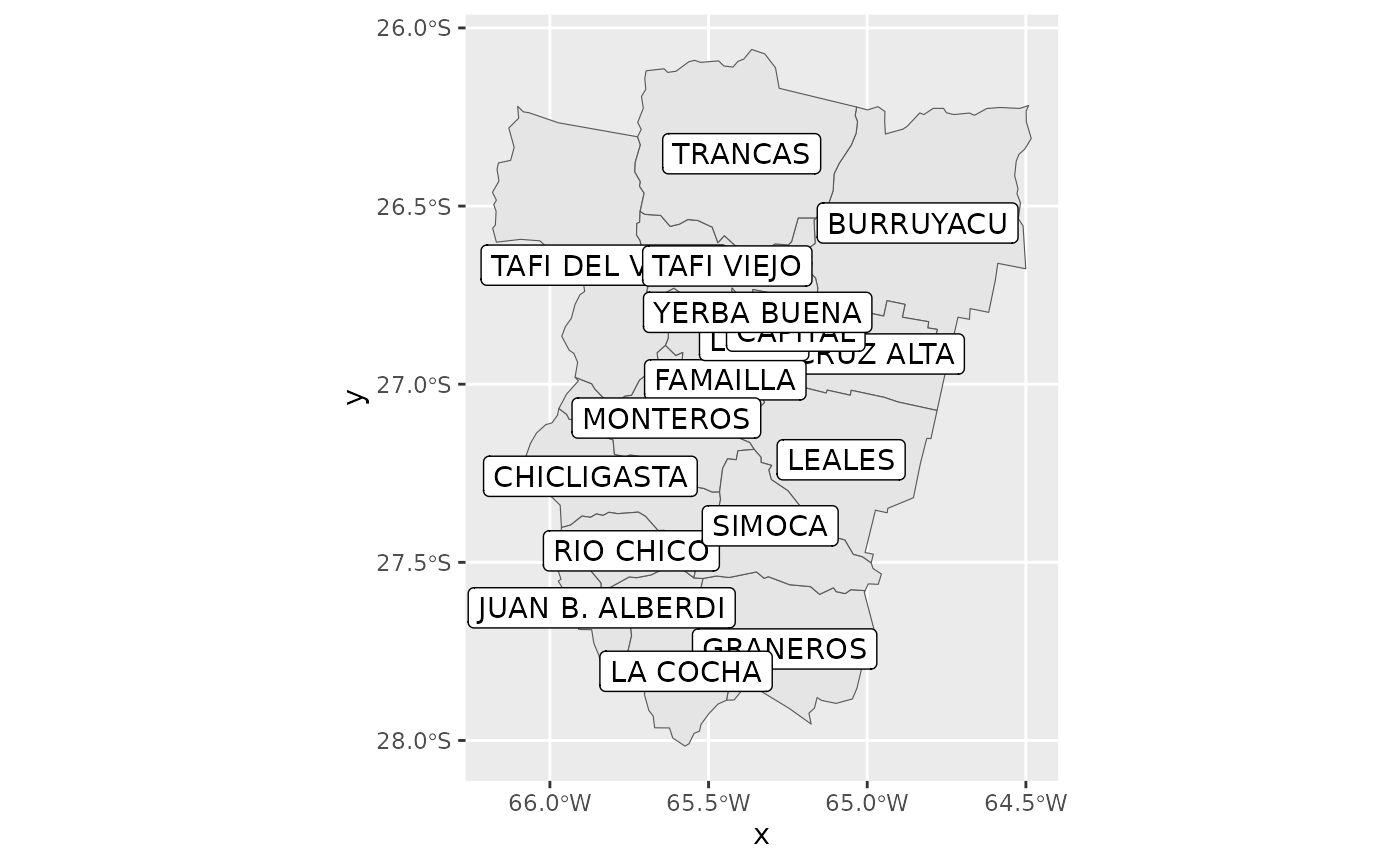 26.0°S
TRANCAS
26.5°S
BURRUYACU
TAFI DEL V
TAFI VIEJO
YERBA BUENA
CAPITAL
CRUZ ALTA
27.0°S
FAMAILLA
y
MONTEROS
LEALES
CHICLIGASTA
SIMOCA
RIO CHICO
27.5°S
JUAN B. ALBERDI
GRANEROS
LA COCHA
28.0°S
66.0°W 65.5°W 65.0°W 64.5°W
x